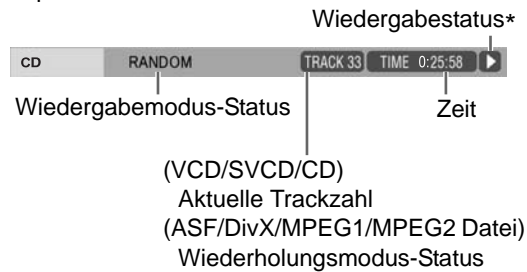 Wiedergabestatus*
CD RANDOM TRACK 33 TIME 0:25:58
Wiedergabemodus-Status Zeit
(VCD/SVCD/CD)
Aktuelle Trackzahl
(ASF/DivX/MPEG1/MPEG2 Datei)
Wiederholungsmodus-Status